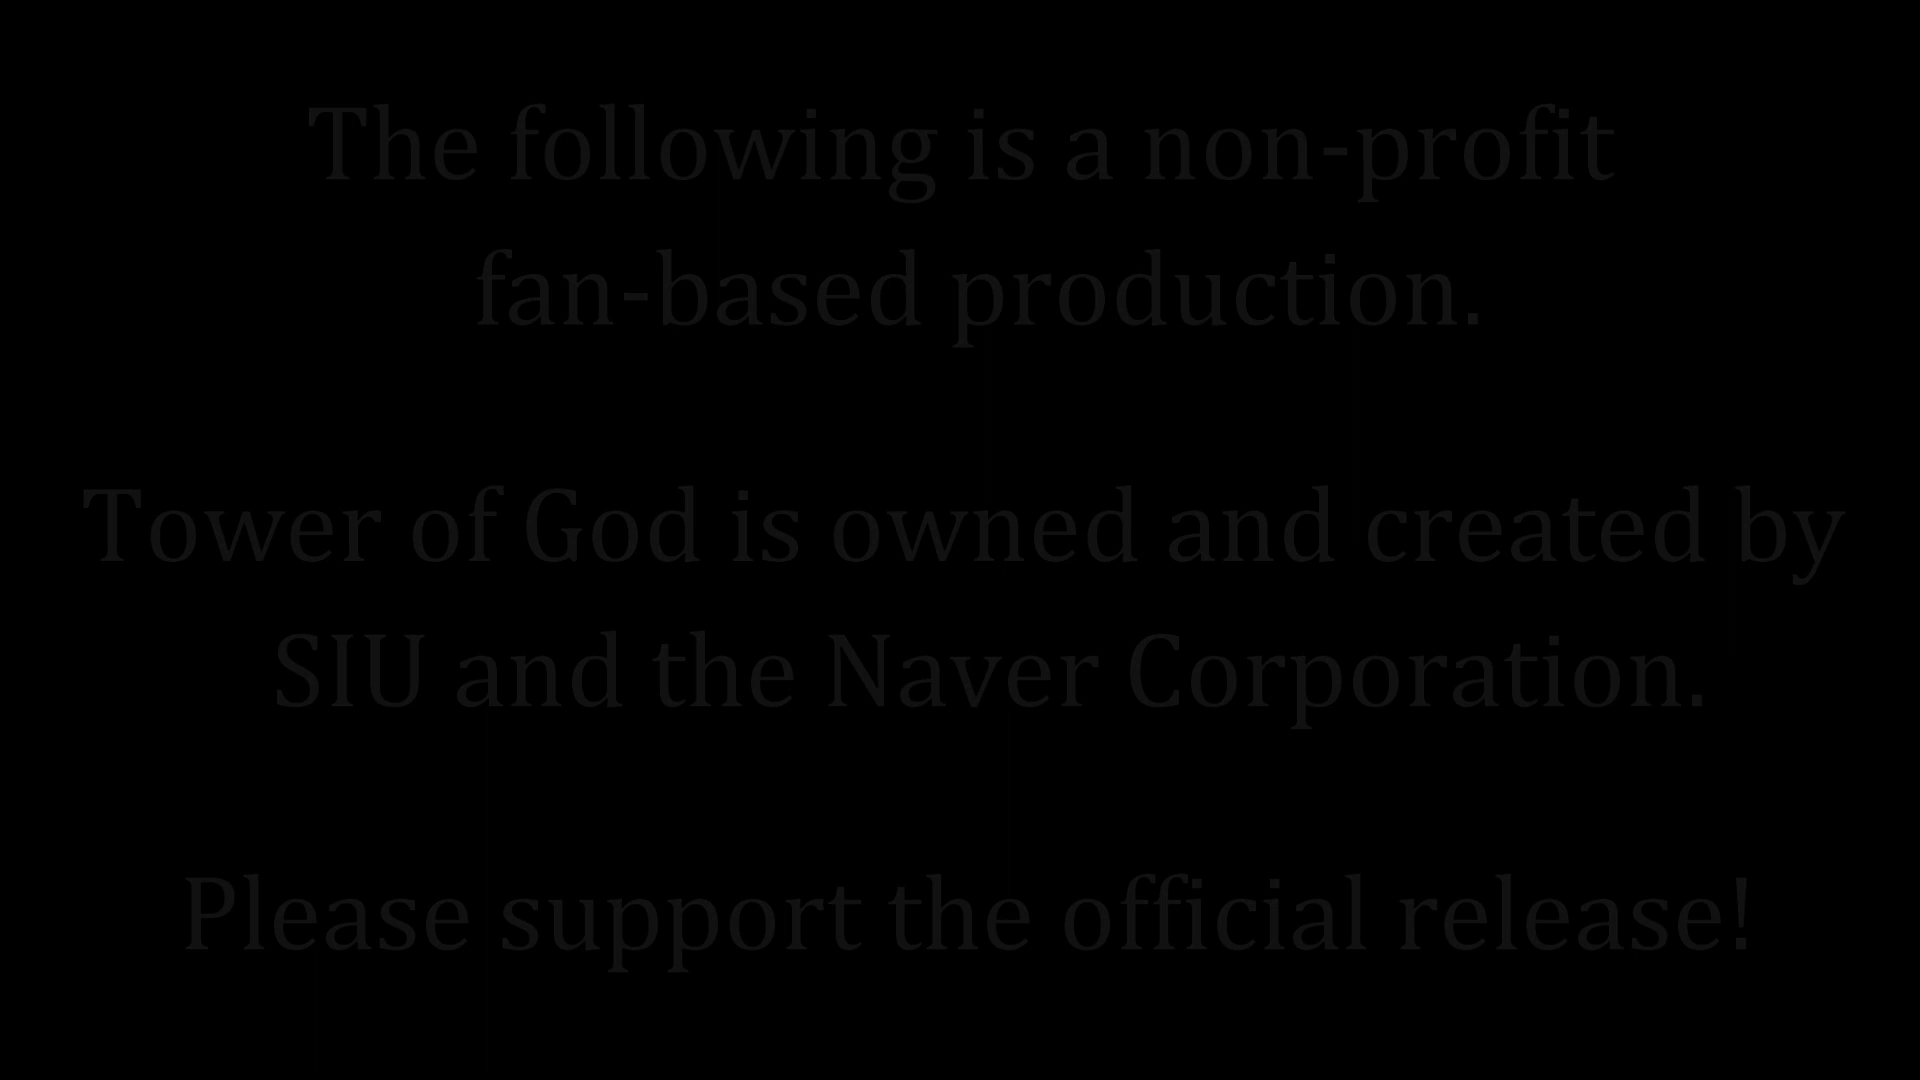 The following is a non-profit
fan-based production.
Tower of God is owned and created by
SIU and the Naver Corporation.
Please support the official release!